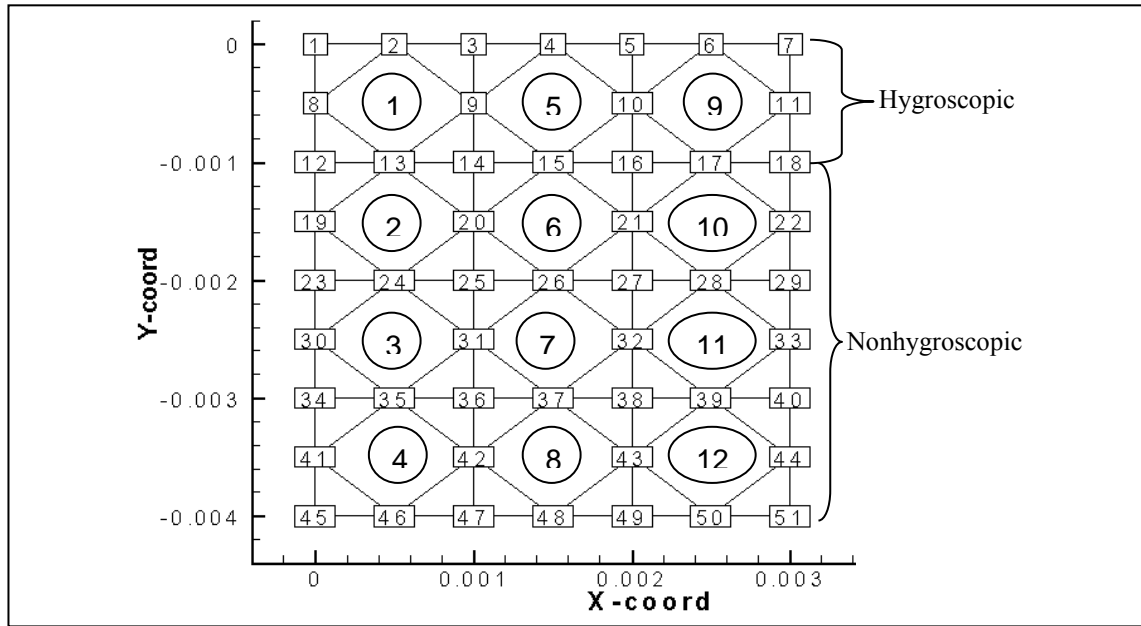 0 1 2 3 4 5 6 7
8 1 9 5 10 9 11 Hygroscopic
-0.001 12 13 14 15 16 17 18
19 2 20 6 21 10 22
-0.002 23 24 25 26 27 28 29
Y-coord
30 3 31 7 32 11 33 Nonhygroscopic
-0.003 34 35 36 37 38 39 40
41 4 42 8 43 12 44
-0.004 45 46 47 48 49 50 51
0 0.001 0.002 0.003
X-coord